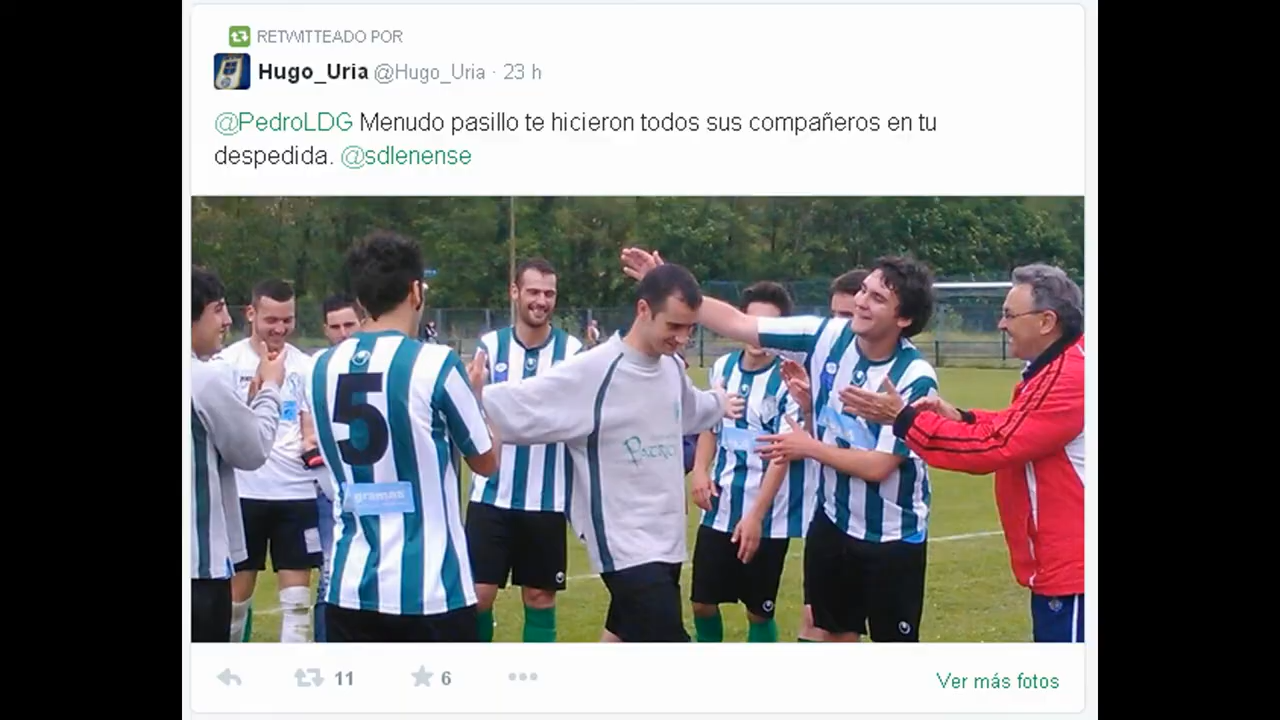 RETWITTEADO POR
Hugo_Uria @Hugo_Uria · 23 h
@PedroLDG Menudo pasillo te hicieron todos sus compañeros en tu
despedida. @sdlenense
5
gramas
11
6
Ver más fotos